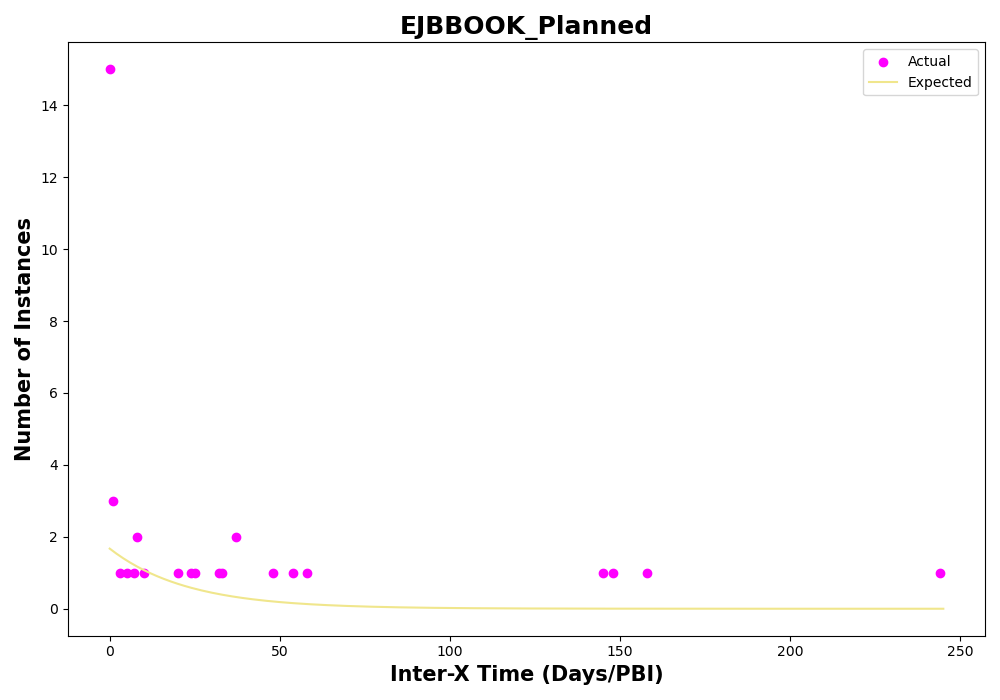 EJBBOOK_Planned
Actual
Expected
Number of Instances
14
12
10
8
6
4
2
0
0 50 100 150 200 250
Inter-X Time (Days/PBI)